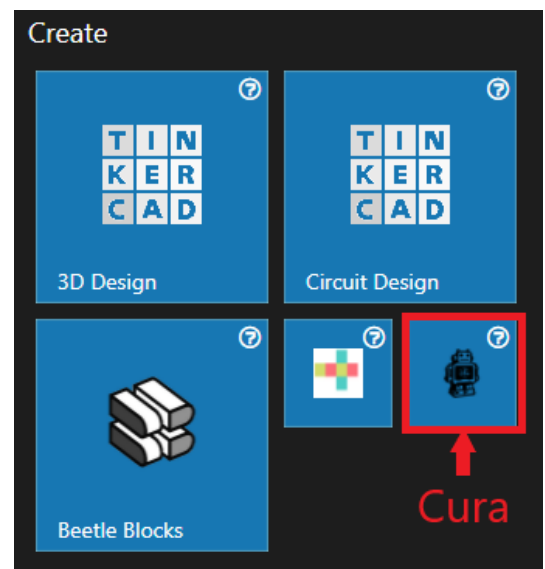 Create
TIN
KER
CAD
3D Design
TIN
KER
CAD
Circuit Design
Beetle Blocks
Cura